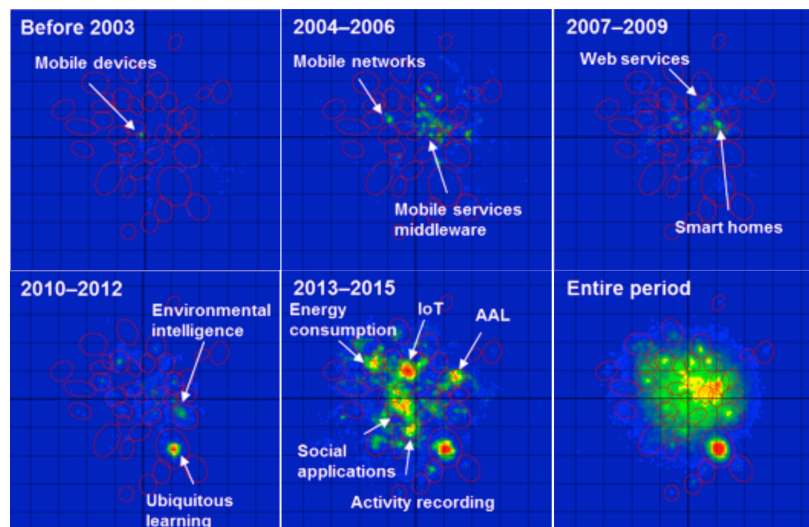 Before 2003
Mobile devices
2004–2006
Mobile networks
Mobile services
middleware
2007–2009
Web services
Smart homes
2010–2012
Environmental
intelligence
Ubiquitous
learning
2013–2015
Energy
consumption
IoT
AAL
Social
applications
Activity recording
Entire period